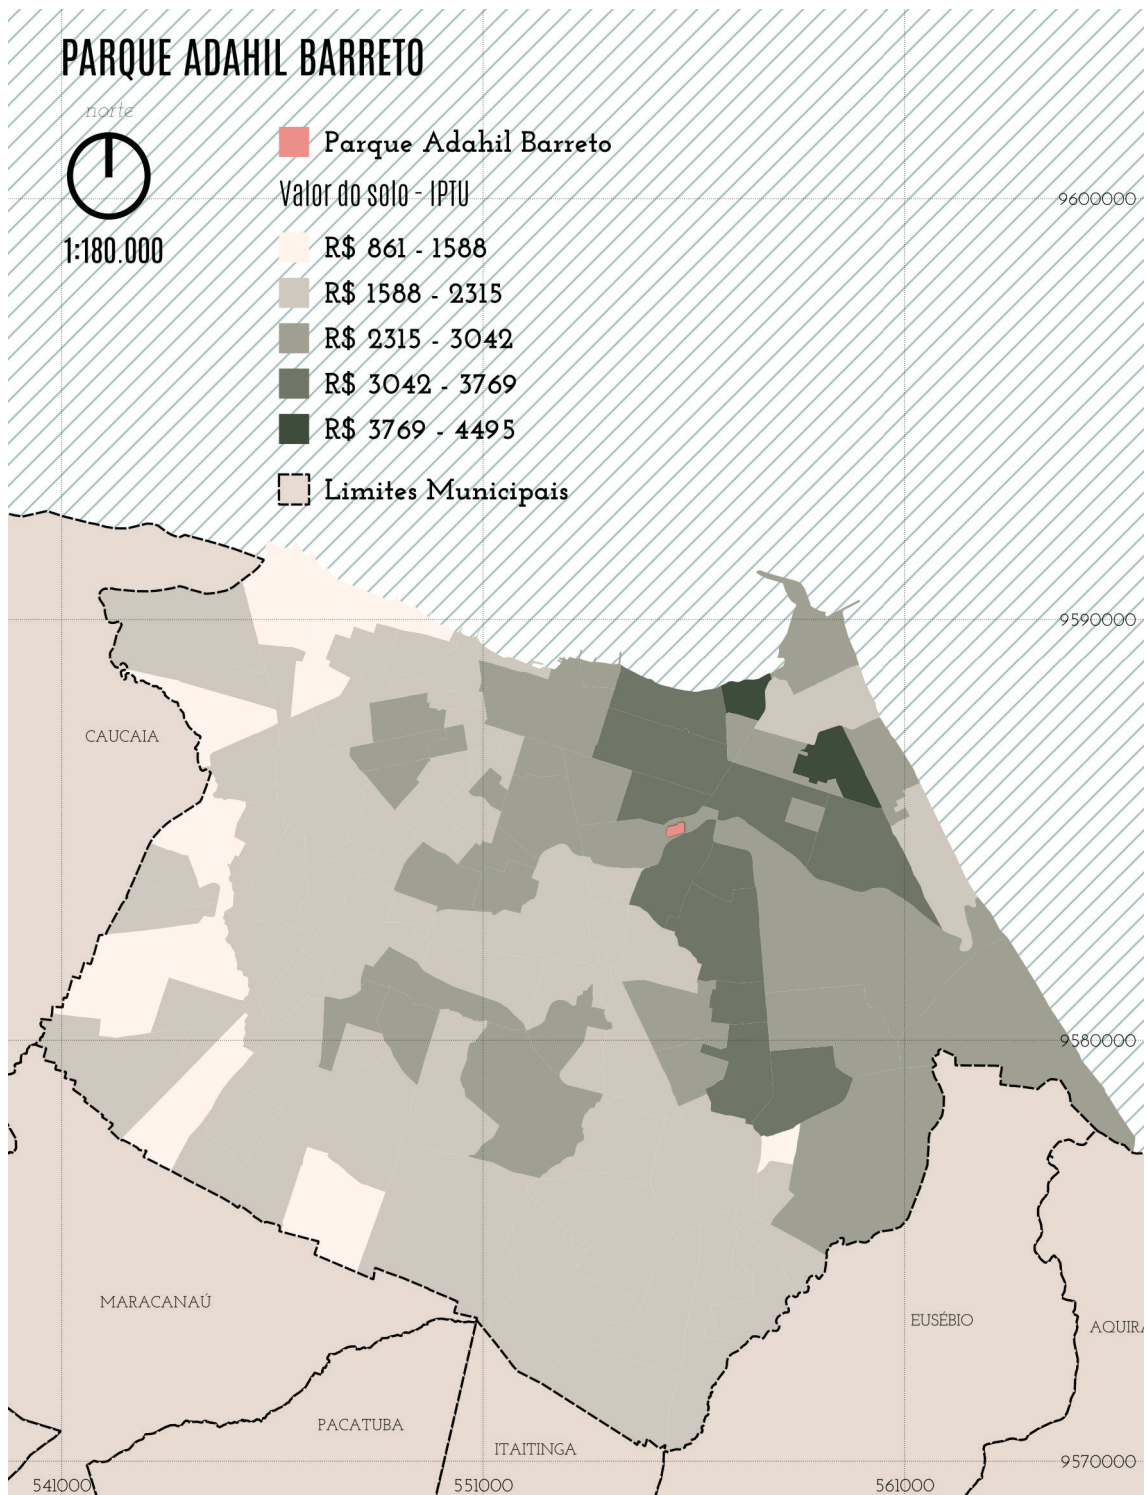 PARQUE ADAHIL BARRETO
norte
1:180.000
Parque Adahil Barreto
Valor do solo - IPTU
R$ 861 - 1588
R$ 1588 - 2315
R$ 2315 - 3042
R$ 3042 - 3769
R$ 3769 - 4495
Limites Municipais
9600000
9590000
CAUCAIA
9580000
MARACANAÚ
EUSÉBIO
AQUIRA
PACATUBA
ITAITINGA
9570000
541000
551000
561000